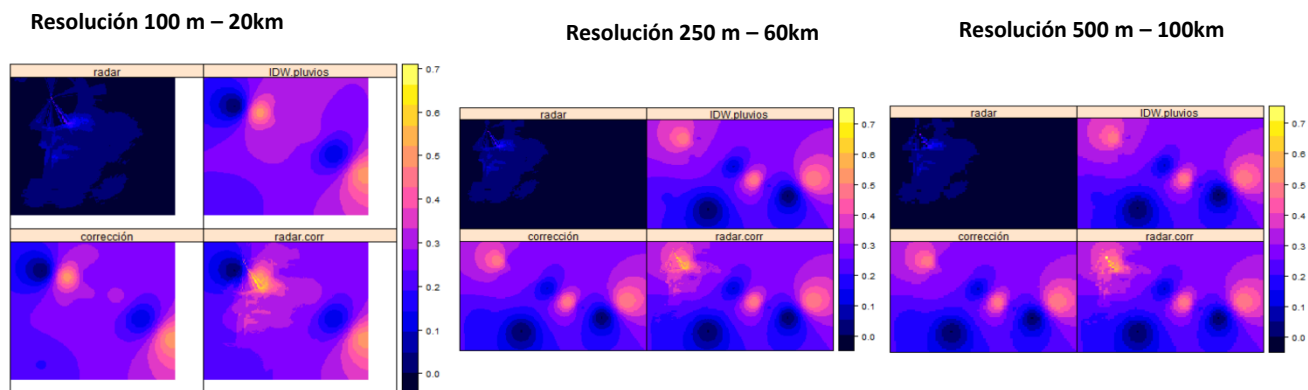 Resolución 100 m – 20km
radar
IDW.pluvios
corrección
radar.corr
0.7
0.6
0.5
0.4
0.3
0.2
0.1
0.0
Resolución 250 m – 60km
radar
IDW.pluvios
corrección
radar.corr
0.7
0.6
0.5
0.4
0.3
0.2
0.1
0.0
Resolución 500 m – 100km
radar
IDW.pluvios
corrección
radar.corr
0.7
0.6
0.5
0.4
0.3
0.2
0.1
0.0